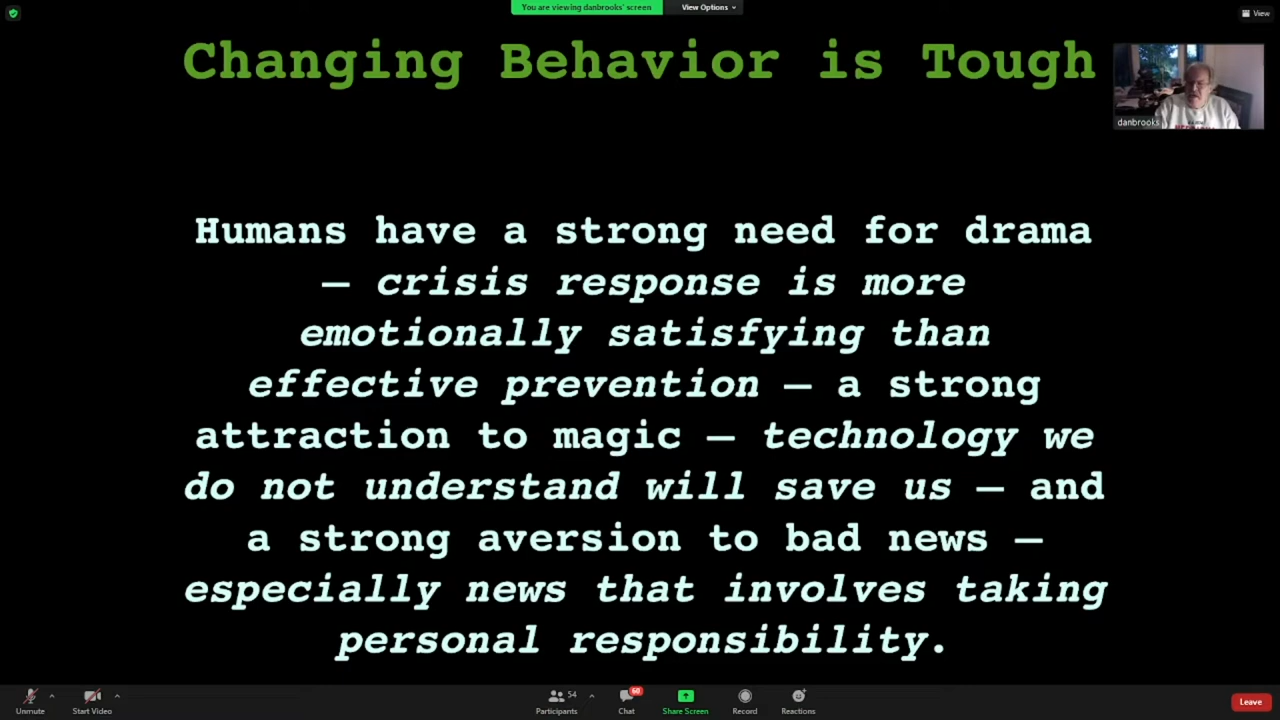 You are viewing danbrooks' screen
View Options
View
Changing Behavior is Tough
danbrooks
Humans have a strong need for drama
— crisis response is more
emotionally satisfying than
effective prevention — a strong
attraction to magic — technology we
do not understand will save us — and
a strong aversion to bad news —
especially news that involves taking
personal responsibility.
Unmute
Start Video
Participants
54
Chat
60
Share Screen
Record
Reactions
Leave